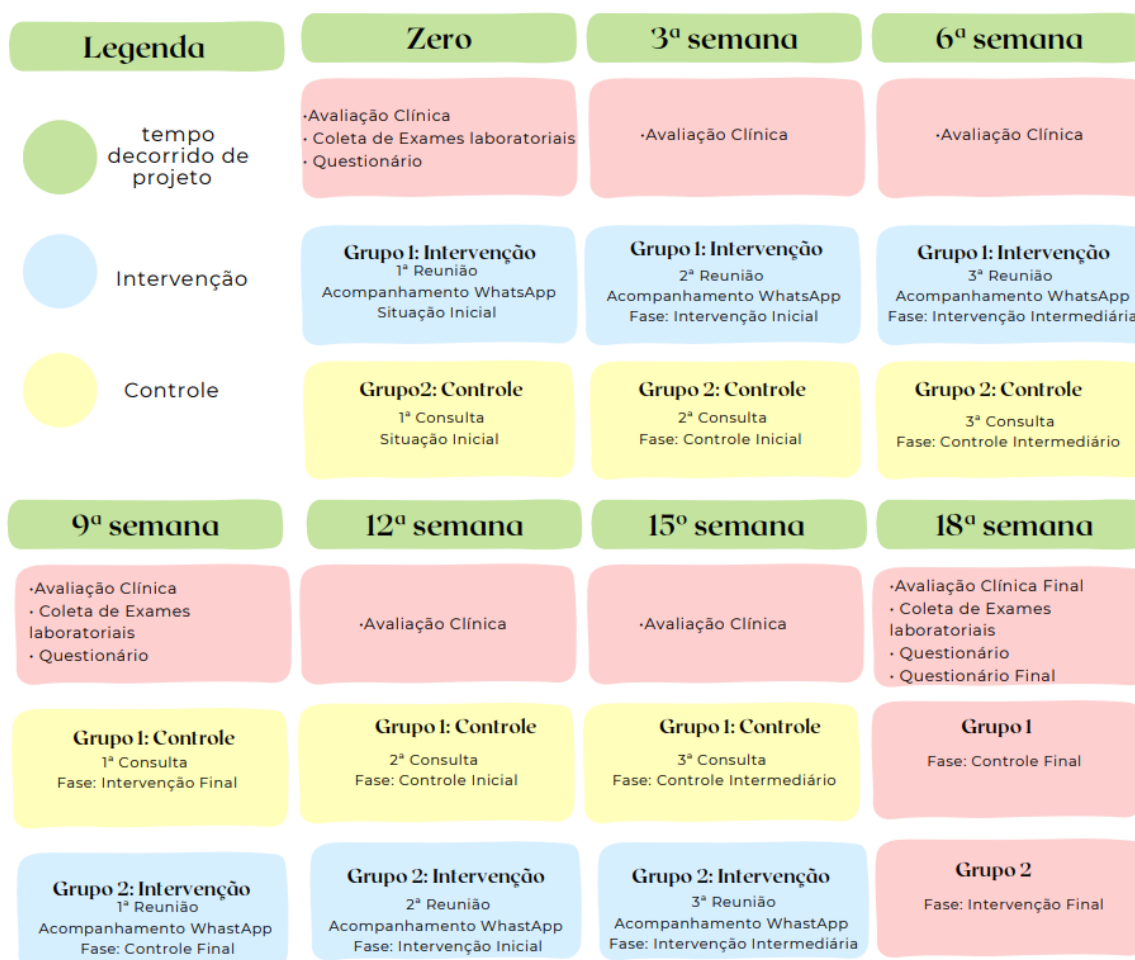 Legenda
tempo
decorrido de
projeto
Intervenção
Controle
Zero
•Avaliação Clínica
• Coleta de Exames laboratoriais
• Questionário
Grupo 1: Intervenção
1ª Reunião
Acompanhamento WhatsApp
Situação Inicial
Grupo2: Controle
1ª Consulta
Situação Inicial
3ª semana
•Avaliação Clínica
Grupo 1: Intervenção
2ª Reunião
Acompanhamento WhatsApp
Fase: Intervenção Inicial
Grupo 2: Controle
2ª Consulta
Fase: Controle Inicial
6ª semana
•Avaliação Clínica
Grupo 1: Intervenção
3ª Reunião
Acompanhamento WhatsApp
Fase: Intervenção Intermediária
Grupo 2: Controle
3ª Consulta
Fase: Controle Intermediário
9ª semana
•Avaliação Clínica
• Coleta de Exames
laboratoriais
• Questionário
Grupo 1: Controle
1ª Consulta
Fase: Intervenção Final
Grupo 2: Intervenção
1ª Reunião
Acompanhamento WhastApp
Fase: Controle Final
12ª semana
•Avaliação Clínica
Grupo 1: Controle
2ª Consulta
Fase: Controle Inicial
Grupo 2: Intervenção
2ª Reunião
Acompanhamento WhastApp
Fase: Intervenção Inicial
15º semana
•Avaliação Clínica
Grupo 1: Controle
3ª Consulta
Fase: Controle Intermediário
Grupo 2: Intervenção
3ª Reunião
Acompanhamento WhastApp
Fase: Intervenção Intermediária
18ª semana
•Avaliação Clínica Final
• Coleta de Exames
laboratoriais
• Questionário
• Questionário Final
Grupo 1
Fase: Controle Final
Grupo 2
Fase: Intervenção Final